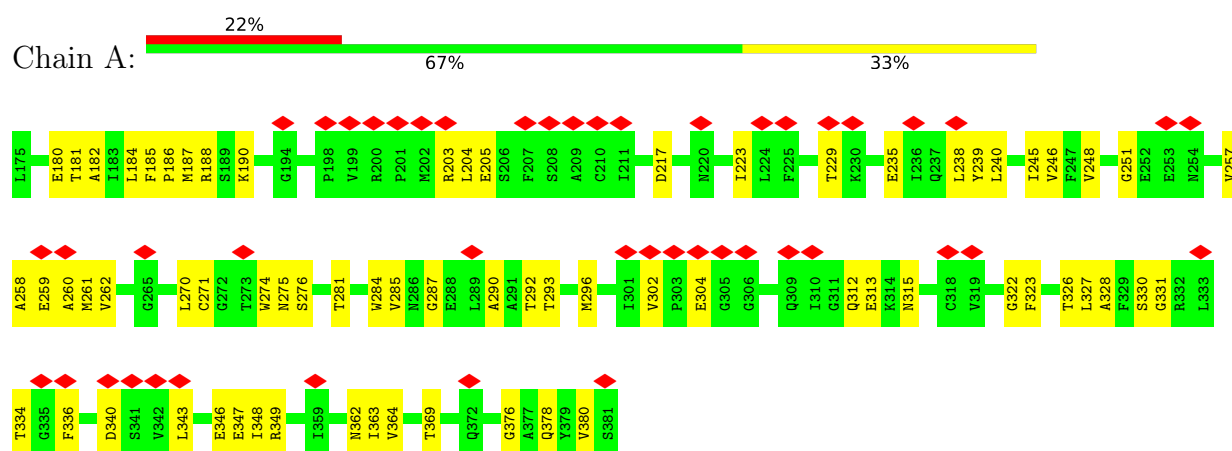 22%
Chain A:
67% 33%
L175 E180 T181 A182 I183 L184 F185 P186 M187 R188 S189 K190 G194 P198 V199 R200 P201 M202 R203 L204 E205 S206 F207 S208 A209 C210 I211 D217 N220 I223 L224 F225 T229 K230 E235 I236 Q237 L238 Y239 L240 I245 V246 F247 V248 G251 E252 E253 N254 V257
A258 E259 A260 M261 V262 G265 L270 C271 G272 T273 W274 N275 S276 T281 W284 V285 N286 G287 E288 L289 A290 A291 T292 T293 M296 I301 V302 P303 E304 G305 G306 Q309 I310 G311 Q312 E313 K314 N315 C318 V319 G322 F323 T326 L327 A328 F329 S330 G331 R332 L333
T334 G335 F336 D340 S341 V342 L343 E346 E347 I348 R349 I359 N362 I363 V364 T369 Q372 G376 A377 Q378 Y379 V380 S381